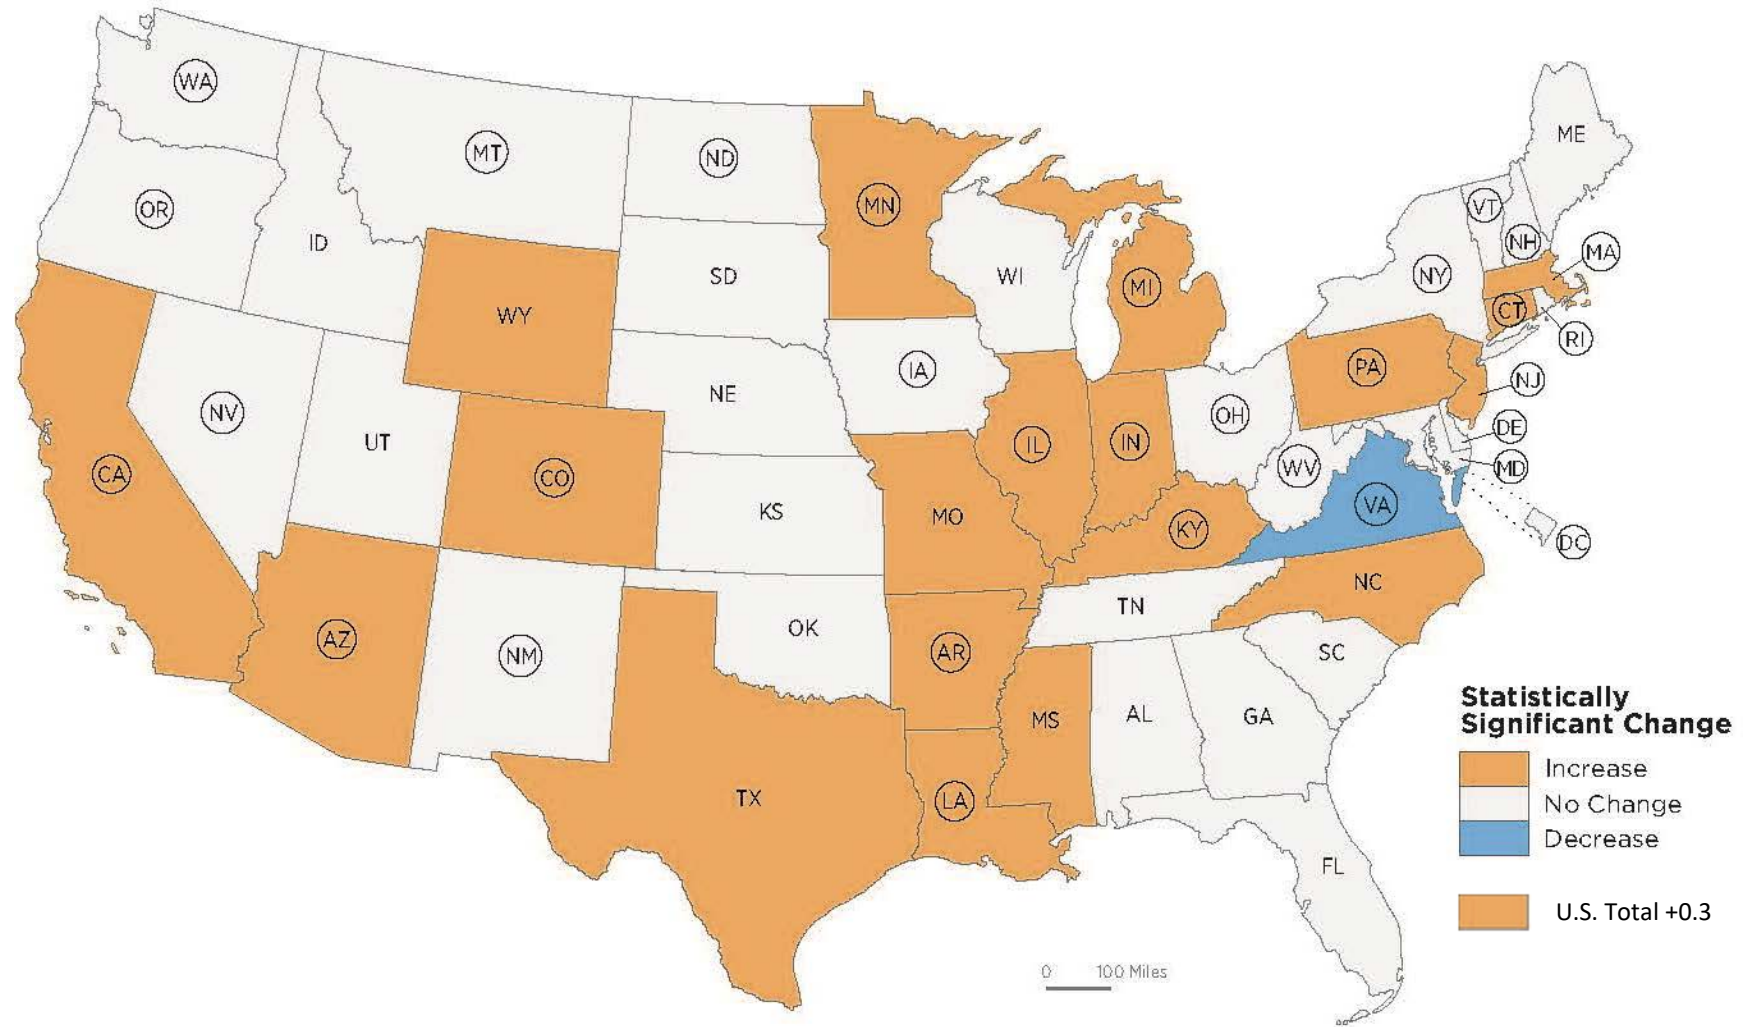 WA
MT
ND
MN
ME
OR
ID
SD
WI
MI
VT
NH
MA
NY
CT
RI
WY
IA
NE
PA
NJ
NV
UT
CO
CA
IL
IN
OH
DE
MD
WV
VA
DC
KS
MO
KY
NC
TN
AZ
NM
OK
AR
SC
MS
AL
GA
TX
LA
FL
Statistically
Significant Change
Increase
No Change
Decrease
U.S. Total +0.3
0 100 Miles